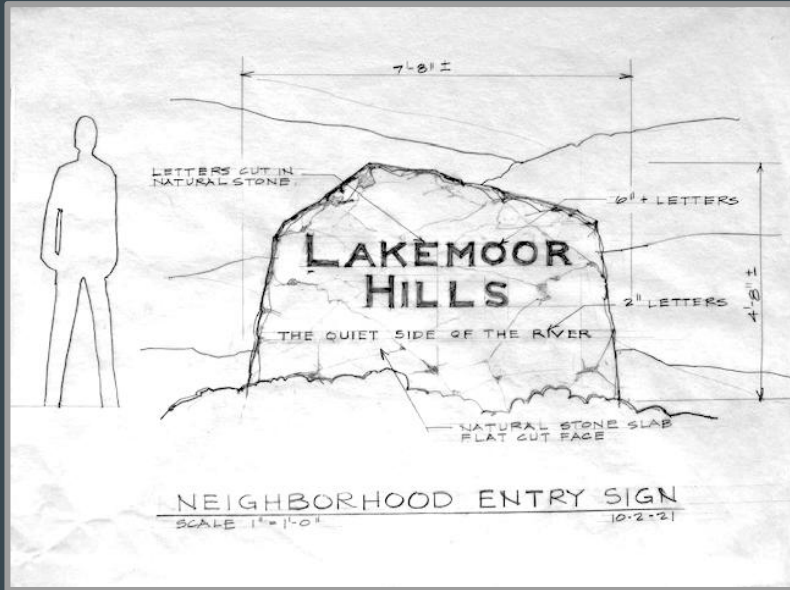 7'-8" ±
LETTERS CUT IN
NATURAL STONE.
6" + LETTERS
LAKEMOOR
HILLS
2" LETTERS
4'-8" ±
THE QUIET SIDE OF THE RIVER
NATURAL STONE SLAB
FLAT CUT FACE
NEIGHBORHOOD ENTRY SIGN
SCALE 1" = 1'-0"
10-2-21